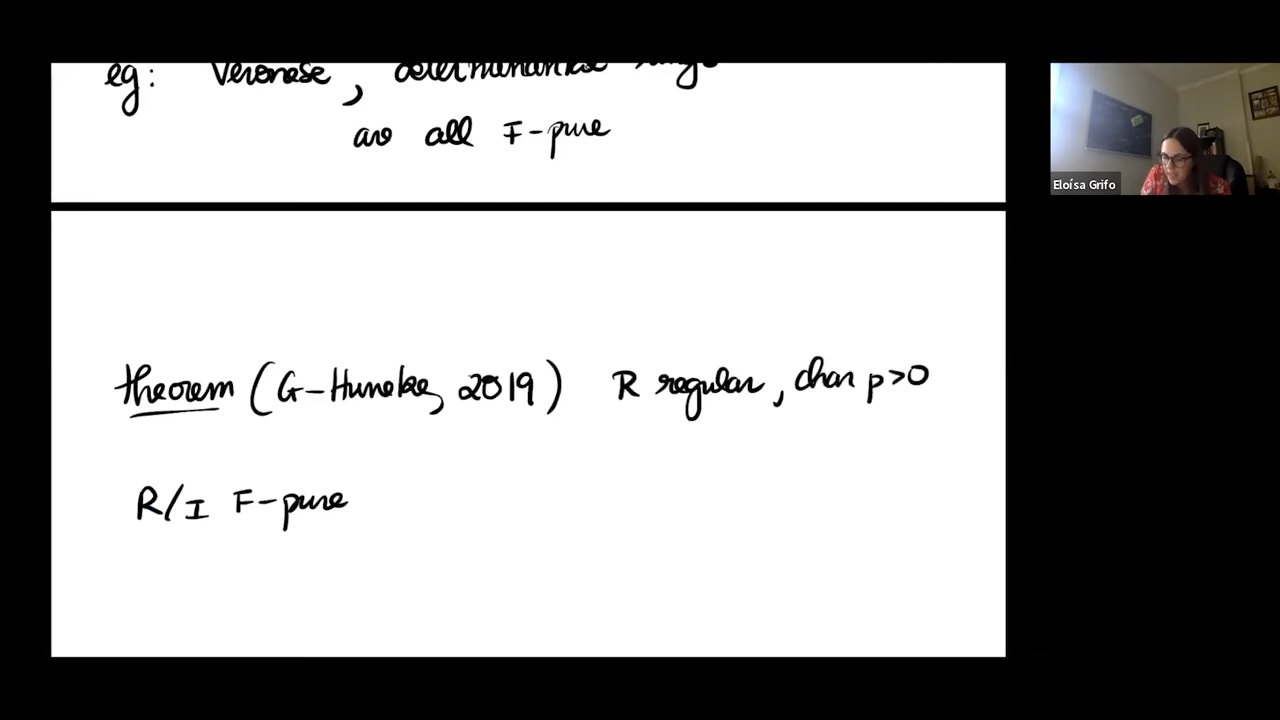 eg: Veronese, determinantal rings
are all F-pure
Eloísa Grifo
theorem (G-Huneke, 2019) R regular, char p>0
R/I F-pure